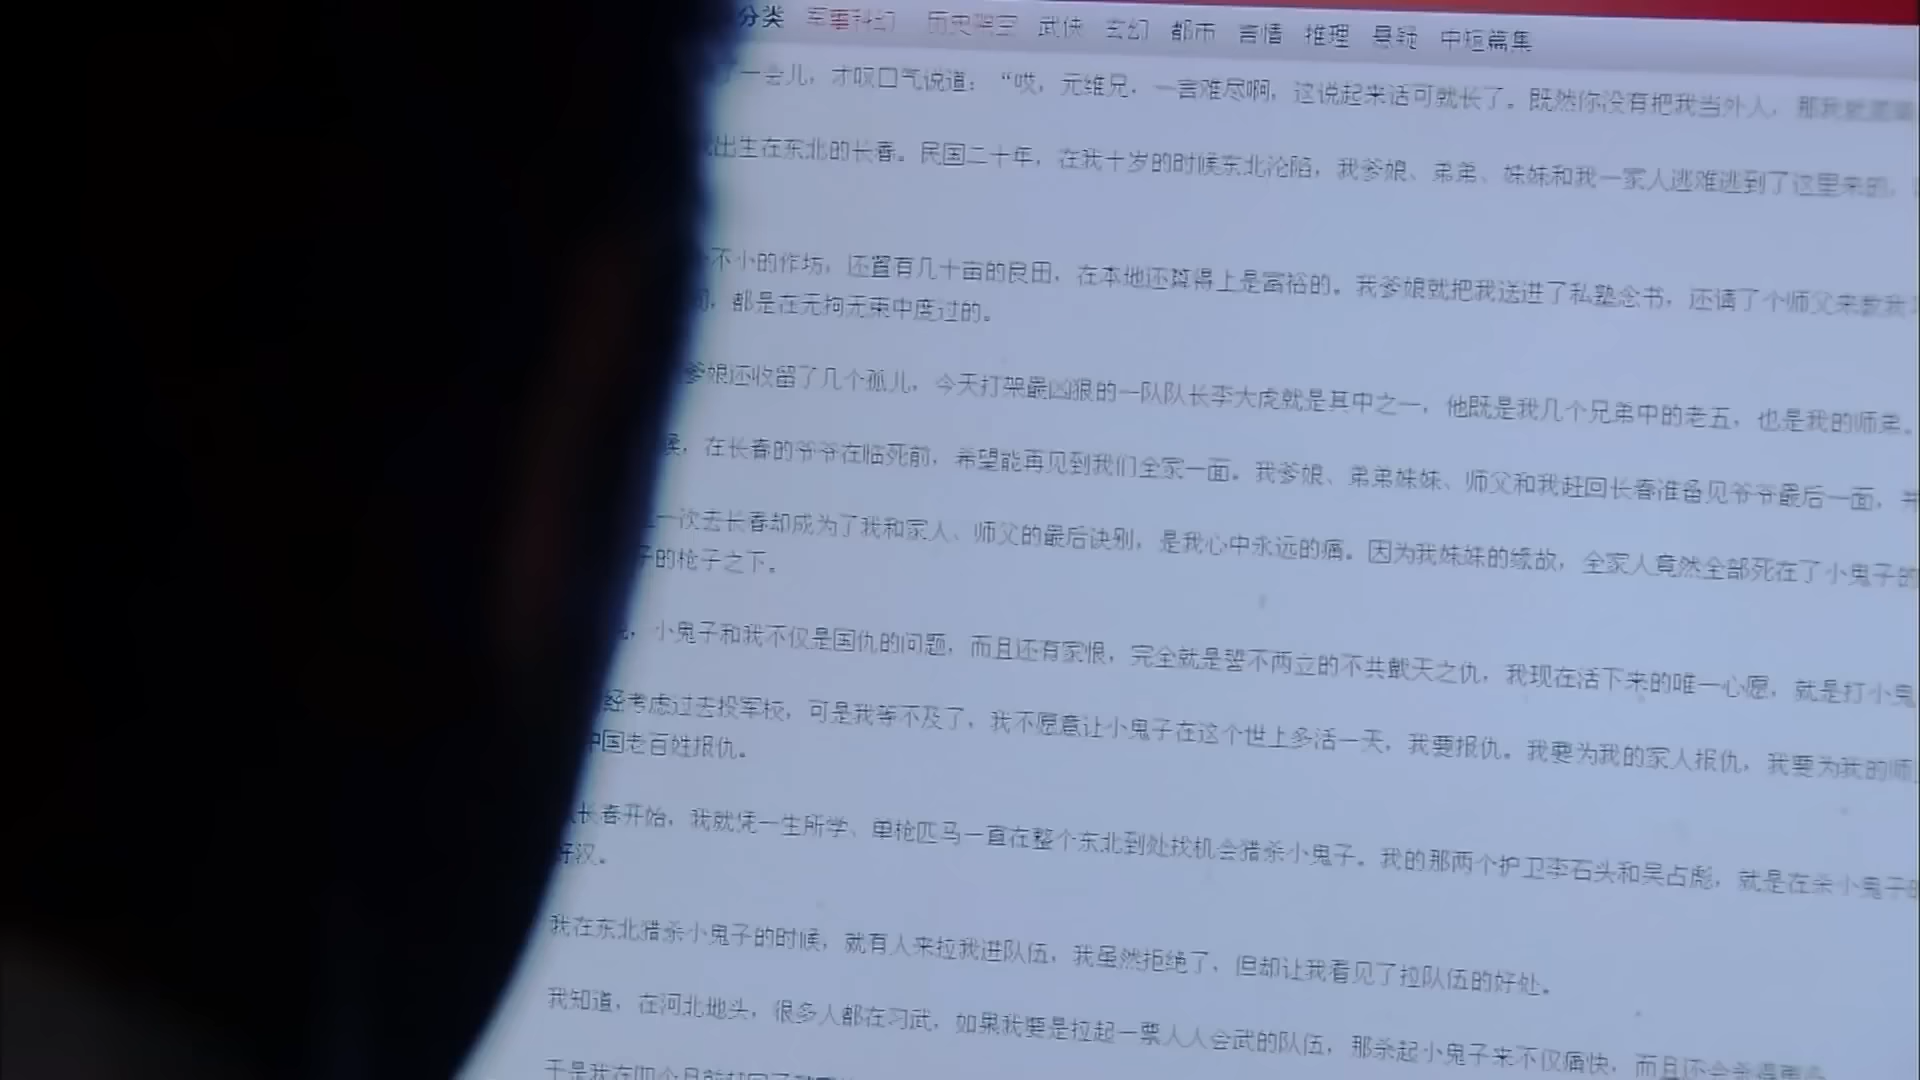 分类 军事科幻 历史架空 武侠 玄幻 都市 言情 推理 悬疑 中短篇集
了一会儿，才叹口气说道：“哎，元维兄，一言难尽啊，这说起来话可就长了。既然你没有把我当外人，那我就
出生在东北的长春。民国二十年，在我十岁的时候东北沦陷，我爹娘、弟弟、妹妹和我一家人逃难逃到了这里来的，
不小的作坊，还置有几十亩的良田，在本地还算得上是富裕的。我爹娘就把我送进了私塾念书，还请了个师父来教我
间，都是在无拘无束中度过的。
爹娘还收留了几个孤儿，今天打架最凶狠的一队队长李大虎就是其中之一，他既是我几个兄弟中的老五，也是我的师弟。
候，在长春的爷爷在临死前，希望能再见到我们全家一面。我爹娘、弟弟妹妹、师父和我赶回长春准备见爷爷最后一面，并
一次去长春却成为了我和家人、师父的最后诀别，是我心中永远的痛。因为我妹妹的缘故，全家人竟然全部死在了小鬼子的
子的枪子之下。
，小鬼子和我不仅是国仇的问题，而且还有家恨，完全就是誓不两立的不共戴天之仇，我现在活下来的唯一心愿，就是打小鬼
经考虑过去投军校，可是我等不及了，我不愿意让小鬼子在这个世上多活一天，我要报仇。我要为我的家人报仇，我要为我的师
中国老百姓报仇。
从长春开始，我就凭一生所学、单枪匹马一直在整个东北到处找机会猎杀小鬼子。我的那两个护卫李石头和吴占彪，就是在杀小鬼子的
好汉。
我在东北猎杀小鬼子的时候，就有人来拉我进队伍，我虽然拒绝了，但却让我看见了拉队伍的好处。
我知道，在河北地头，很多人都在习武，如果我要是拉起一票人人会武的队伍，那杀起小鬼子来不仅痛快，而且还会杀得更多
于是我在四个月前